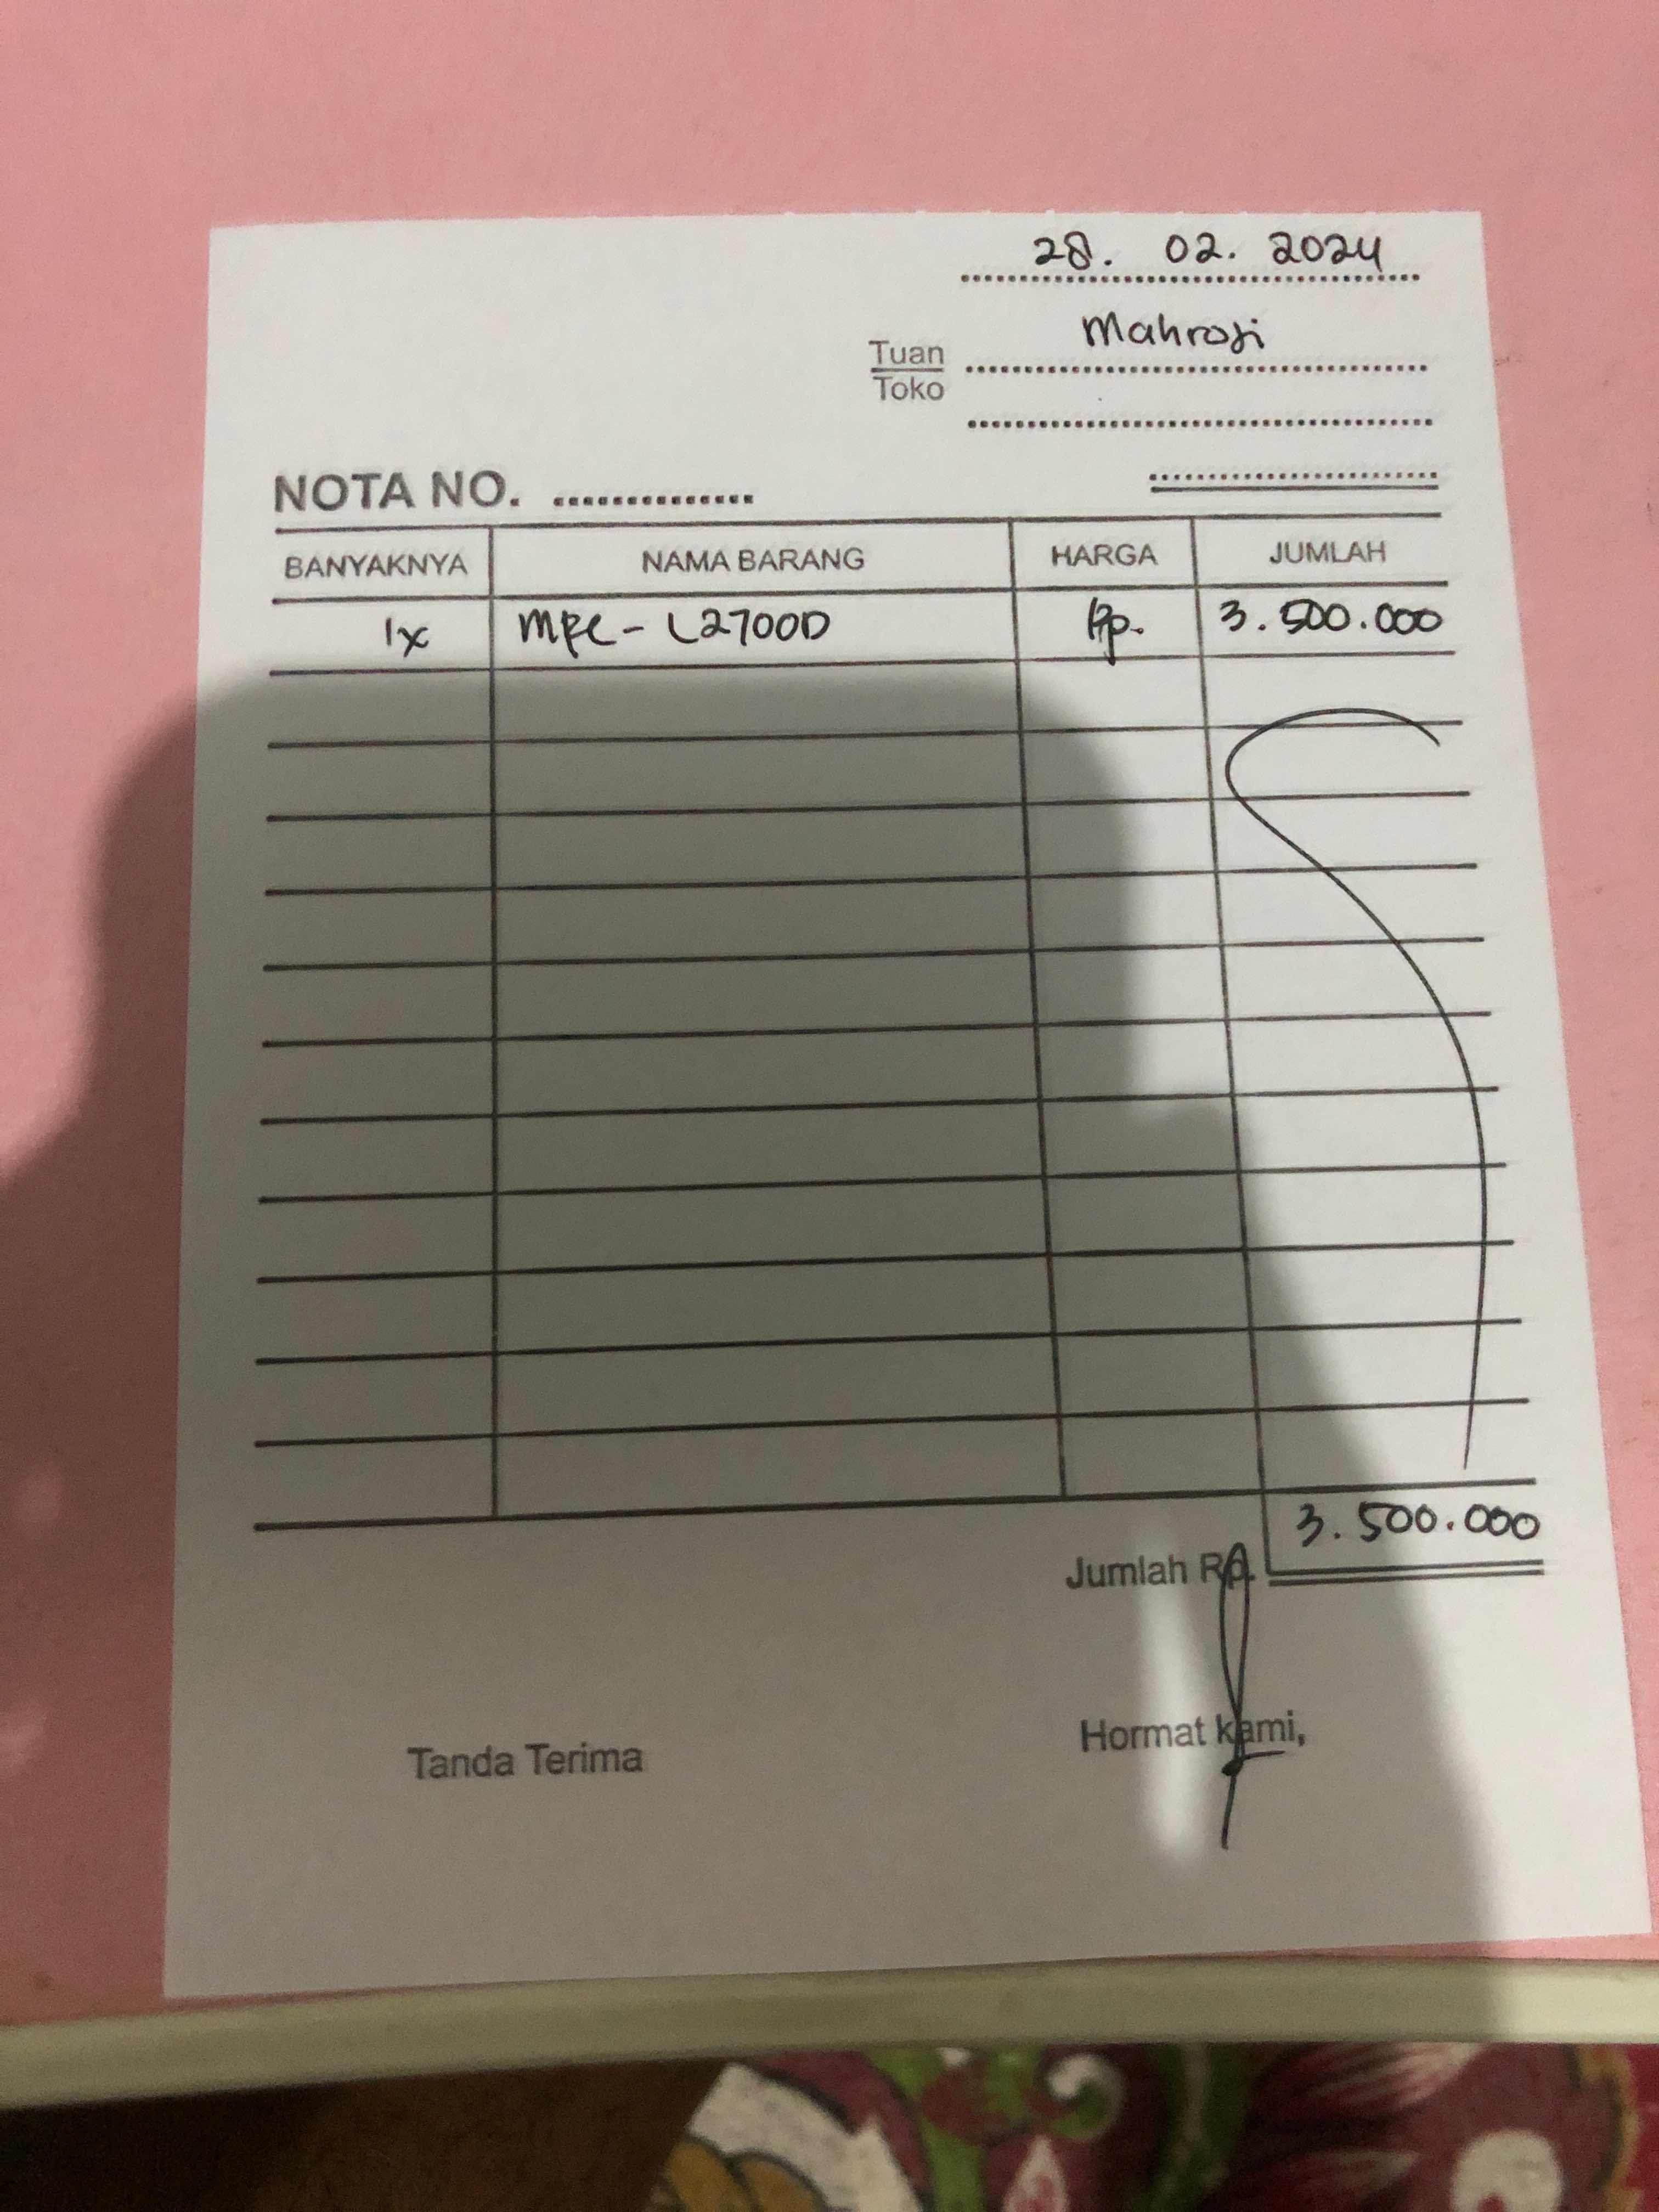 28. 02. 2024
Tuan Mahrosi
Toko
NOTA NO. ..............
BANYAKNYA NAMA BARANG HARGA JUMLAH
1x MFC - L2700D Rp. 3.500.000
3.500.000
Jumlah Rp.
Tanda Terima Hormat kami,